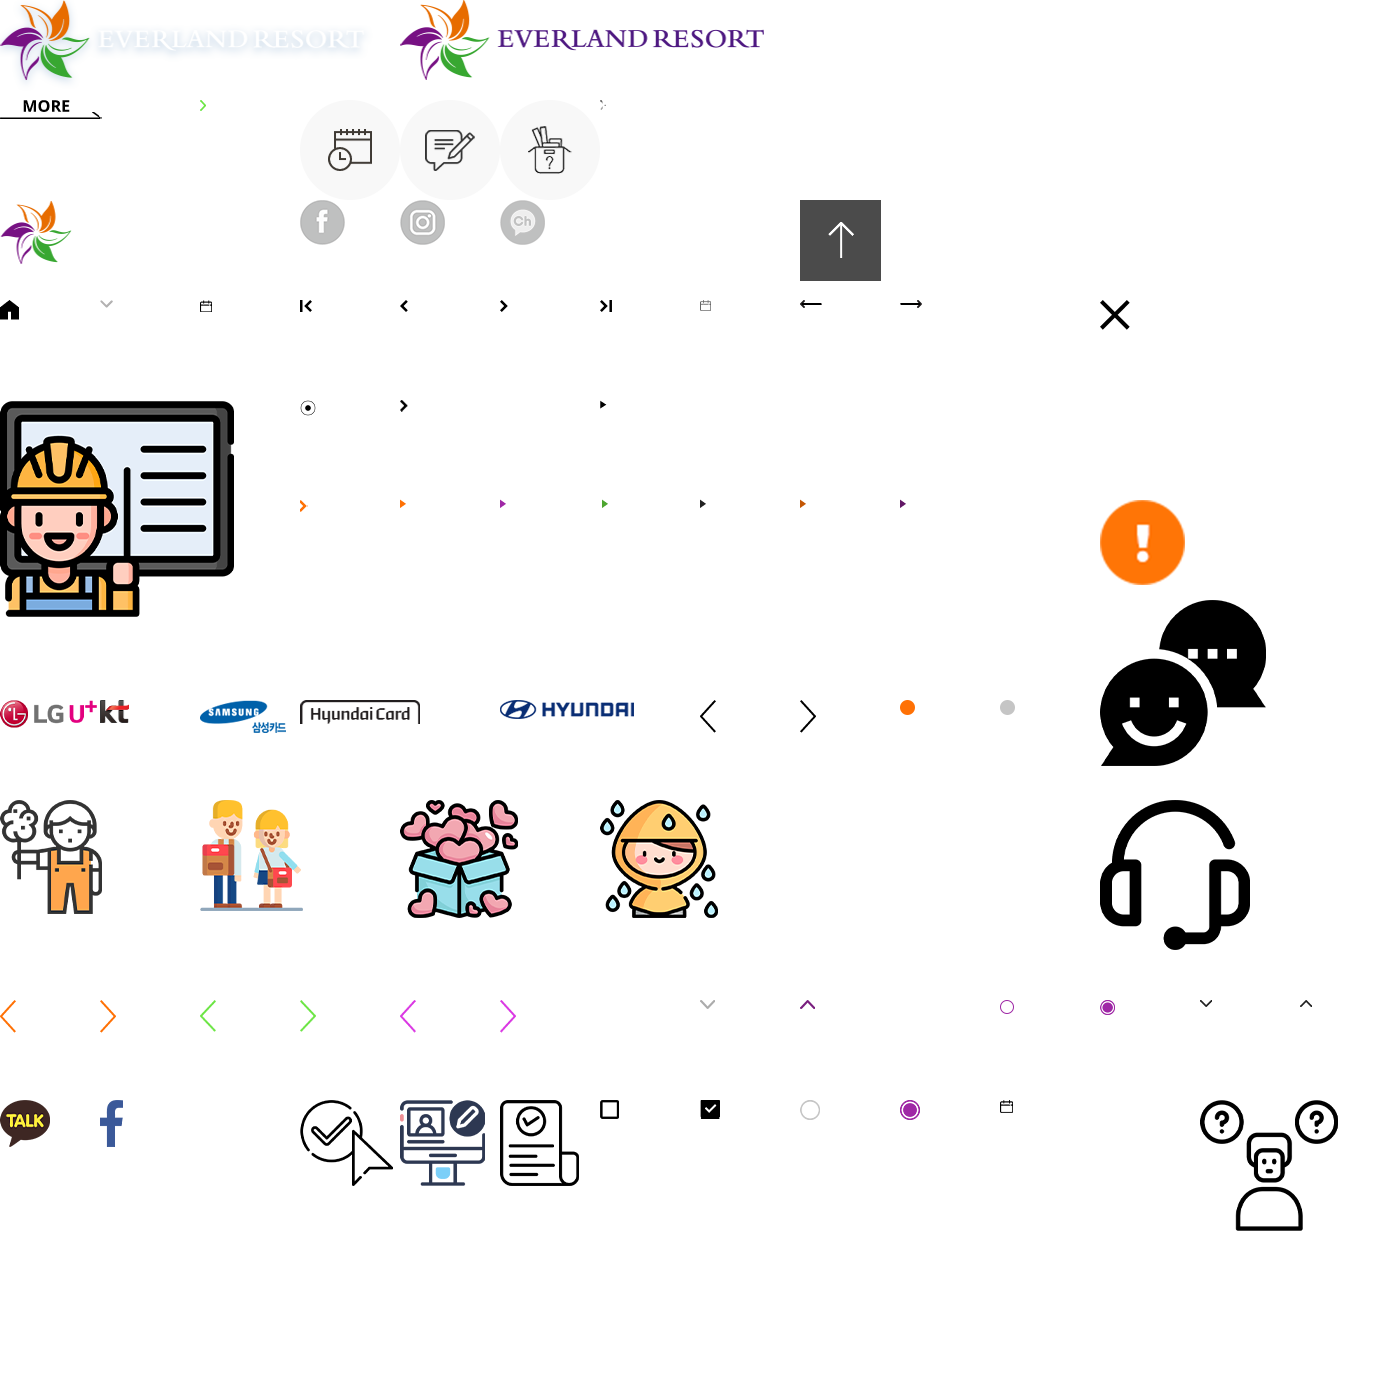 EVERLAND RESORT
EVERLAND RESORT
MORE
?
f
Ch
!
LG U+
kt
SAMSUNG
삼성카드
Hyundai Card
HYUNDAI
TALK
f
?
?